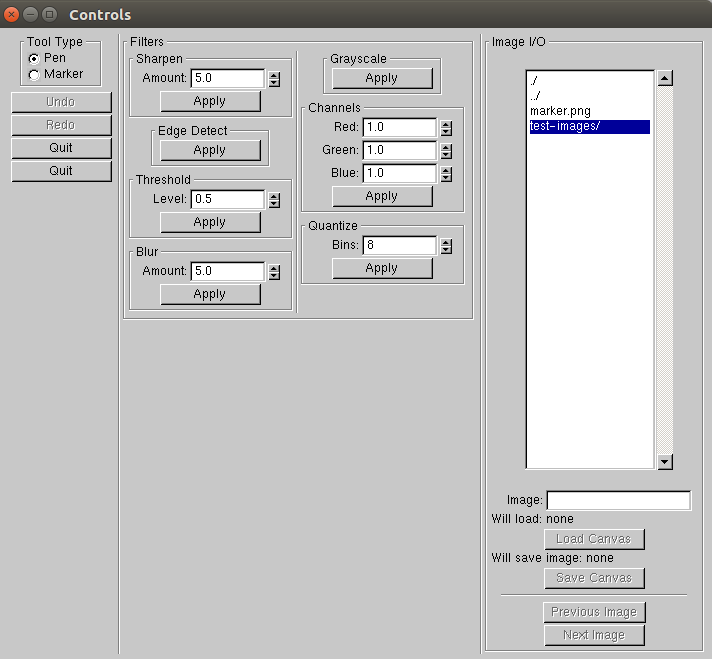 Controls
Tool Type
Pen
Marker
Undo
Redo
Quit
Quit
Filters
Sharpen
Amount: 5.0
Apply
Edge Detect
Apply
Threshold
Level: 0.5
Apply
Blur
Amount: 5.0
Apply
Grayscale
Apply
Channels
Red: 1.0
Green: 1.0
Blue: 1.0
Apply
Quantize
Bins: 8
Apply
Image I/O
./
../
marker.png
test-images/
Image:
Will load: none
Load Canvas
Will save image: none
Save Canvas
Previous Image
Next Image